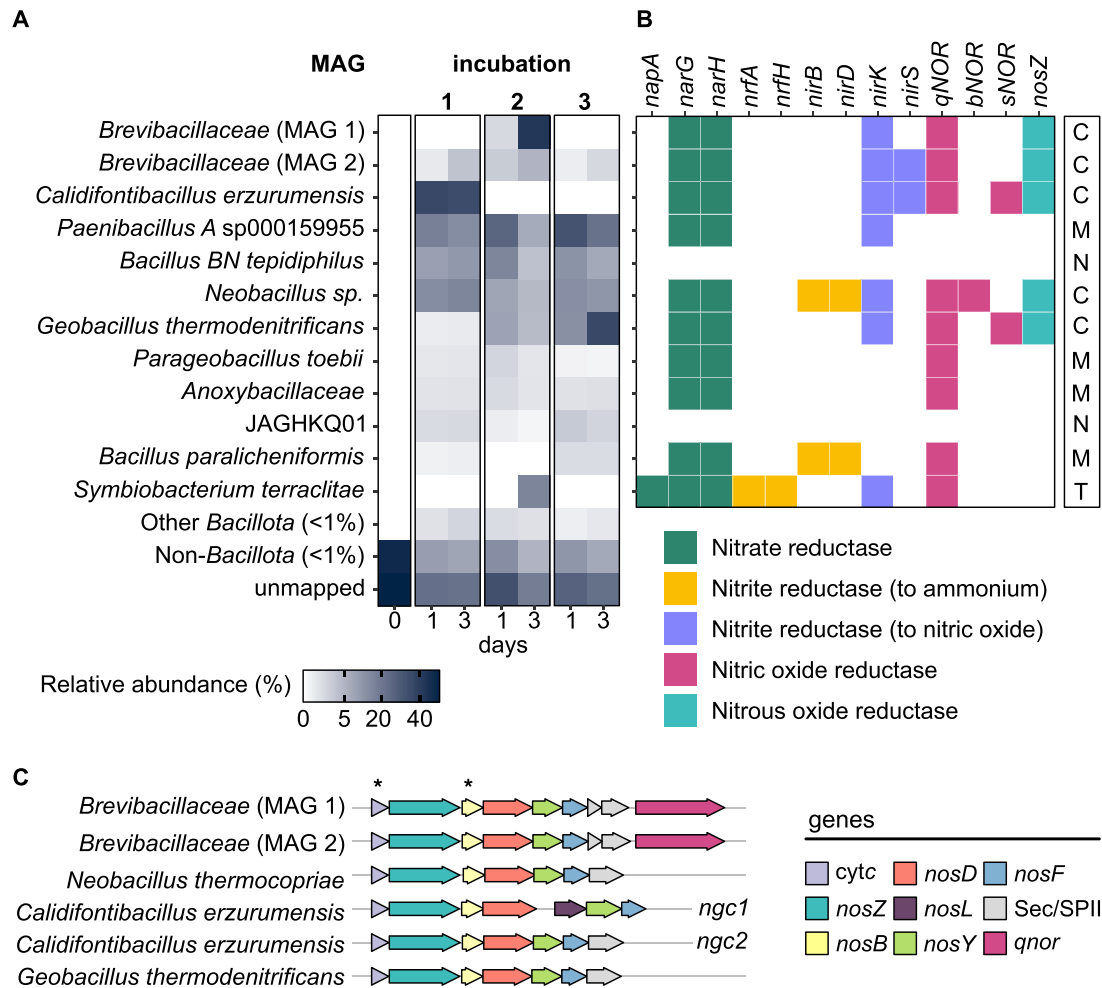 A
MAG
incubation
1 2 3
Brevibacillaceae (MAG 1)
Brevibacillaceae (MAG 2)
Calidifontibacillus erzurumensis
Paenibacillus A sp000159955
Bacillus BN tepidiphilus
Neobacillus sp.
Geobacillus thermodenitrificans
Parageobacillus toebii
Anoxybacillaceae
JAGHKQ01
Bacillus paralicheniformis
Symbiobacterium terraclitae
Other Bacillota (<1%)
Non-Bacillota (<1%)
unmapped
0 1 3 1 3 1 3
days
Relative abundance (%)
0 5 20 40
B
napA narG narH nrfA nrfH nirB nirD nirK nirS qNOR bNOR sNOR nosZ
C
C
C
M
N
C
C
M
M
N
M
T
Nitrate reductase
Nitrite reductase (to ammonium)
Nitrite reductase (to nitric oxide)
Nitric oxide reductase
Nitrous oxide reductase
C
* *
Brevibacillaceae (MAG 1)
Brevibacillaceae (MAG 2)
Neobacillus thermocopriae
Calidifontibacillus erzurumensis ngc1
Calidifontibacillus erzurumensis ngc2
Geobacillus thermodenitrificans
genes
cytc nosD nosF
nosZ nosL Sec/SPII
nosB nosY qnor